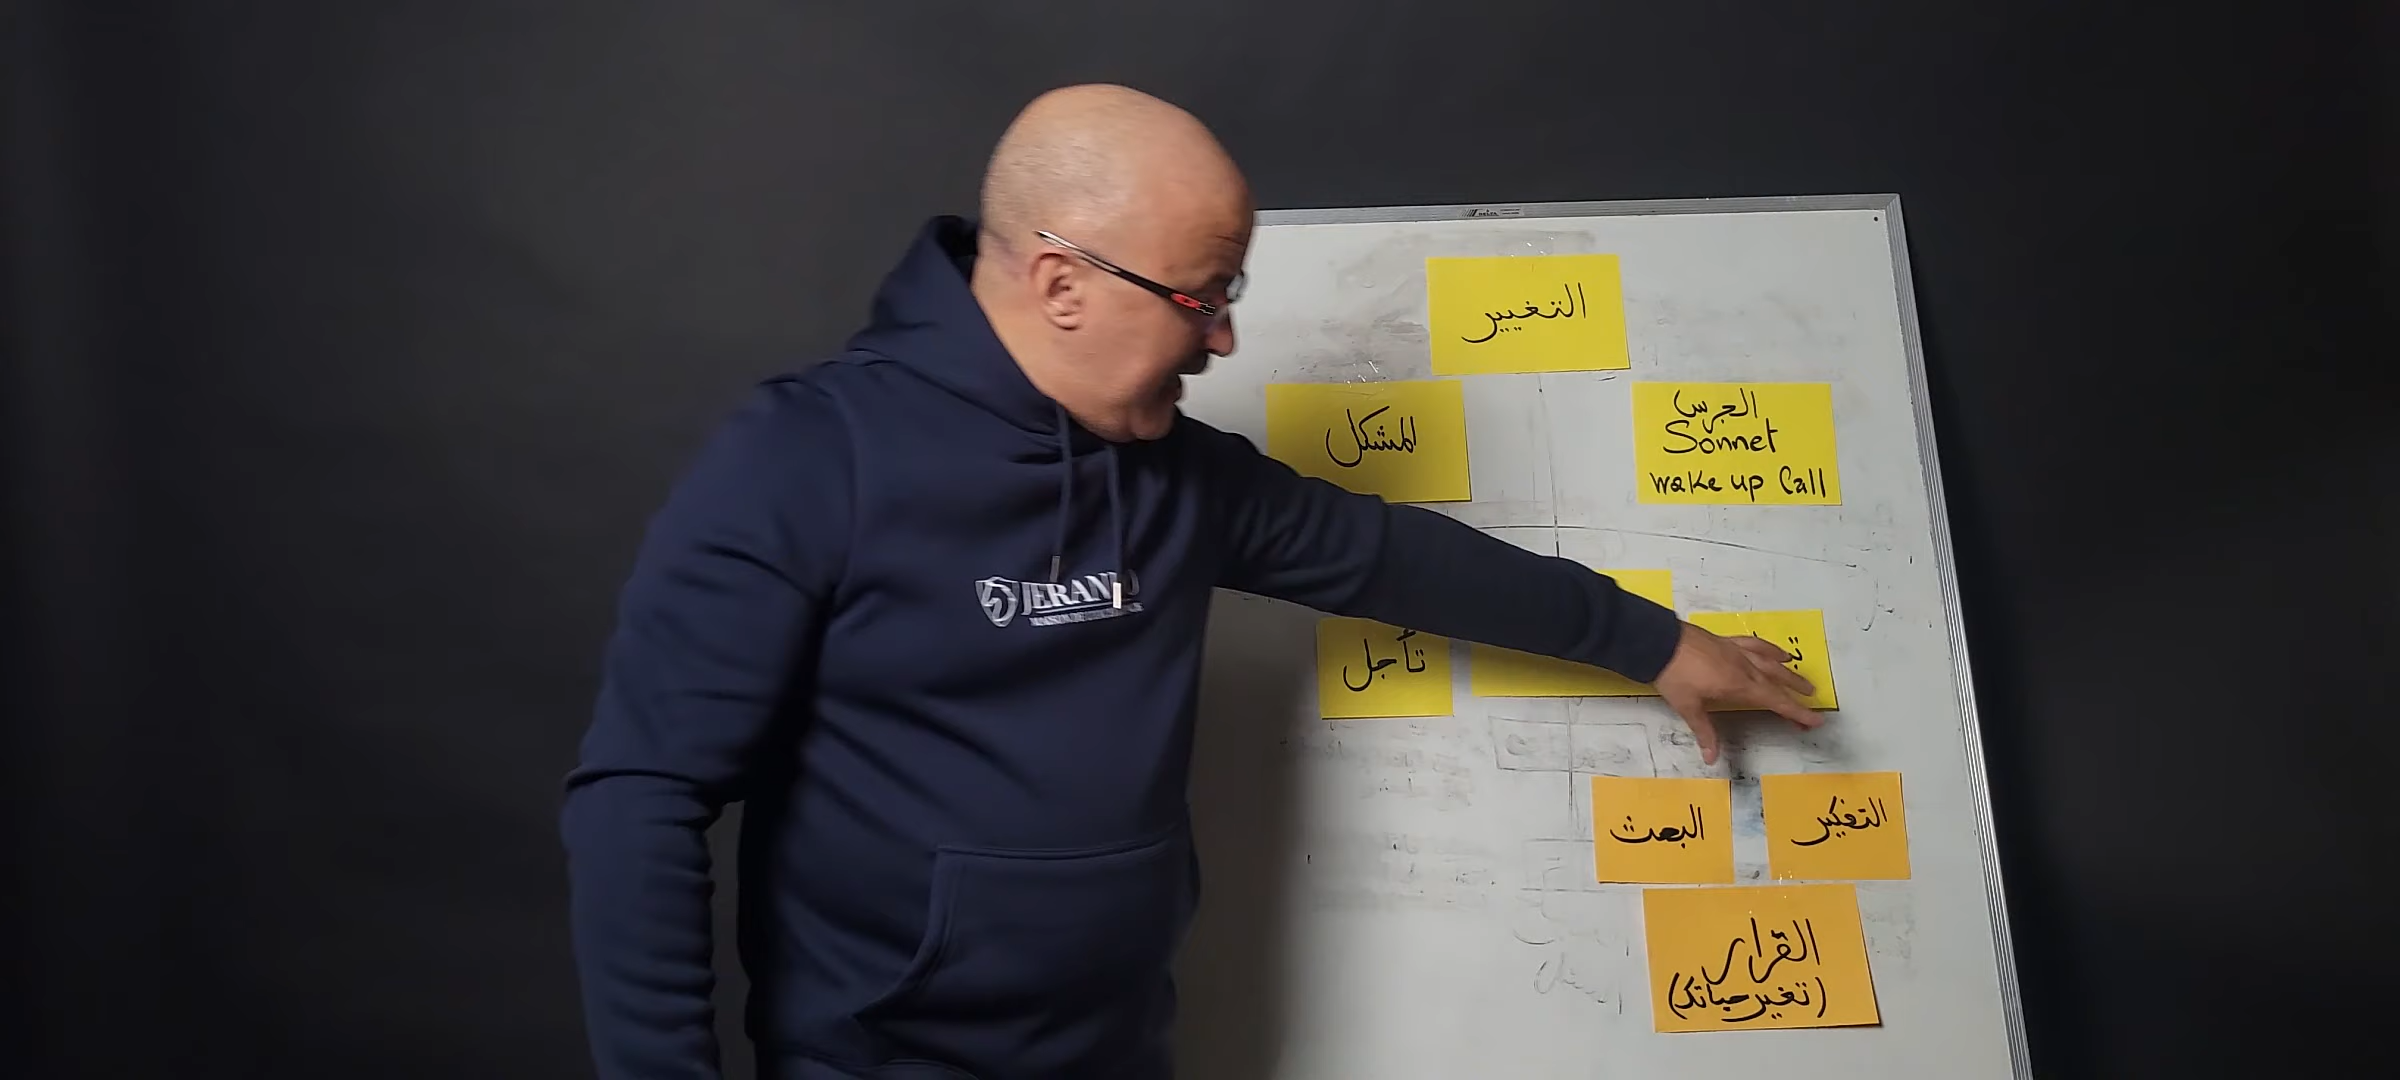 التغيير
الجرس
Sonnet
wake up Call
المشكل
تأجل
التفكير
البحث
القرار
(تغير حياتك)